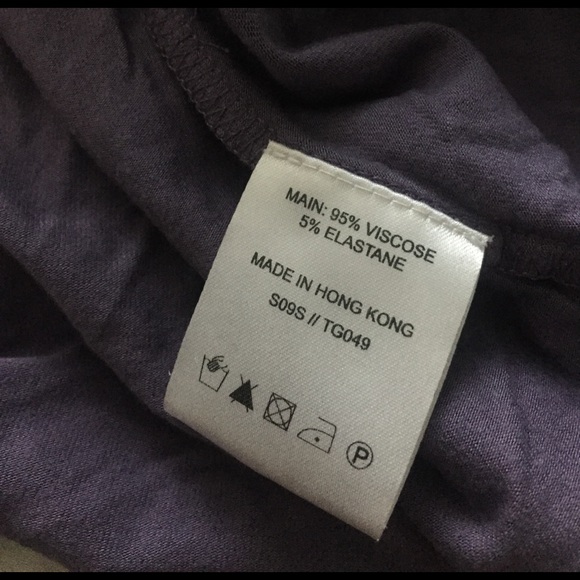 MAIN: 95% VISCOSE
5% ELASTANE
MADE IN HONG KONG
S09S // TG049
P